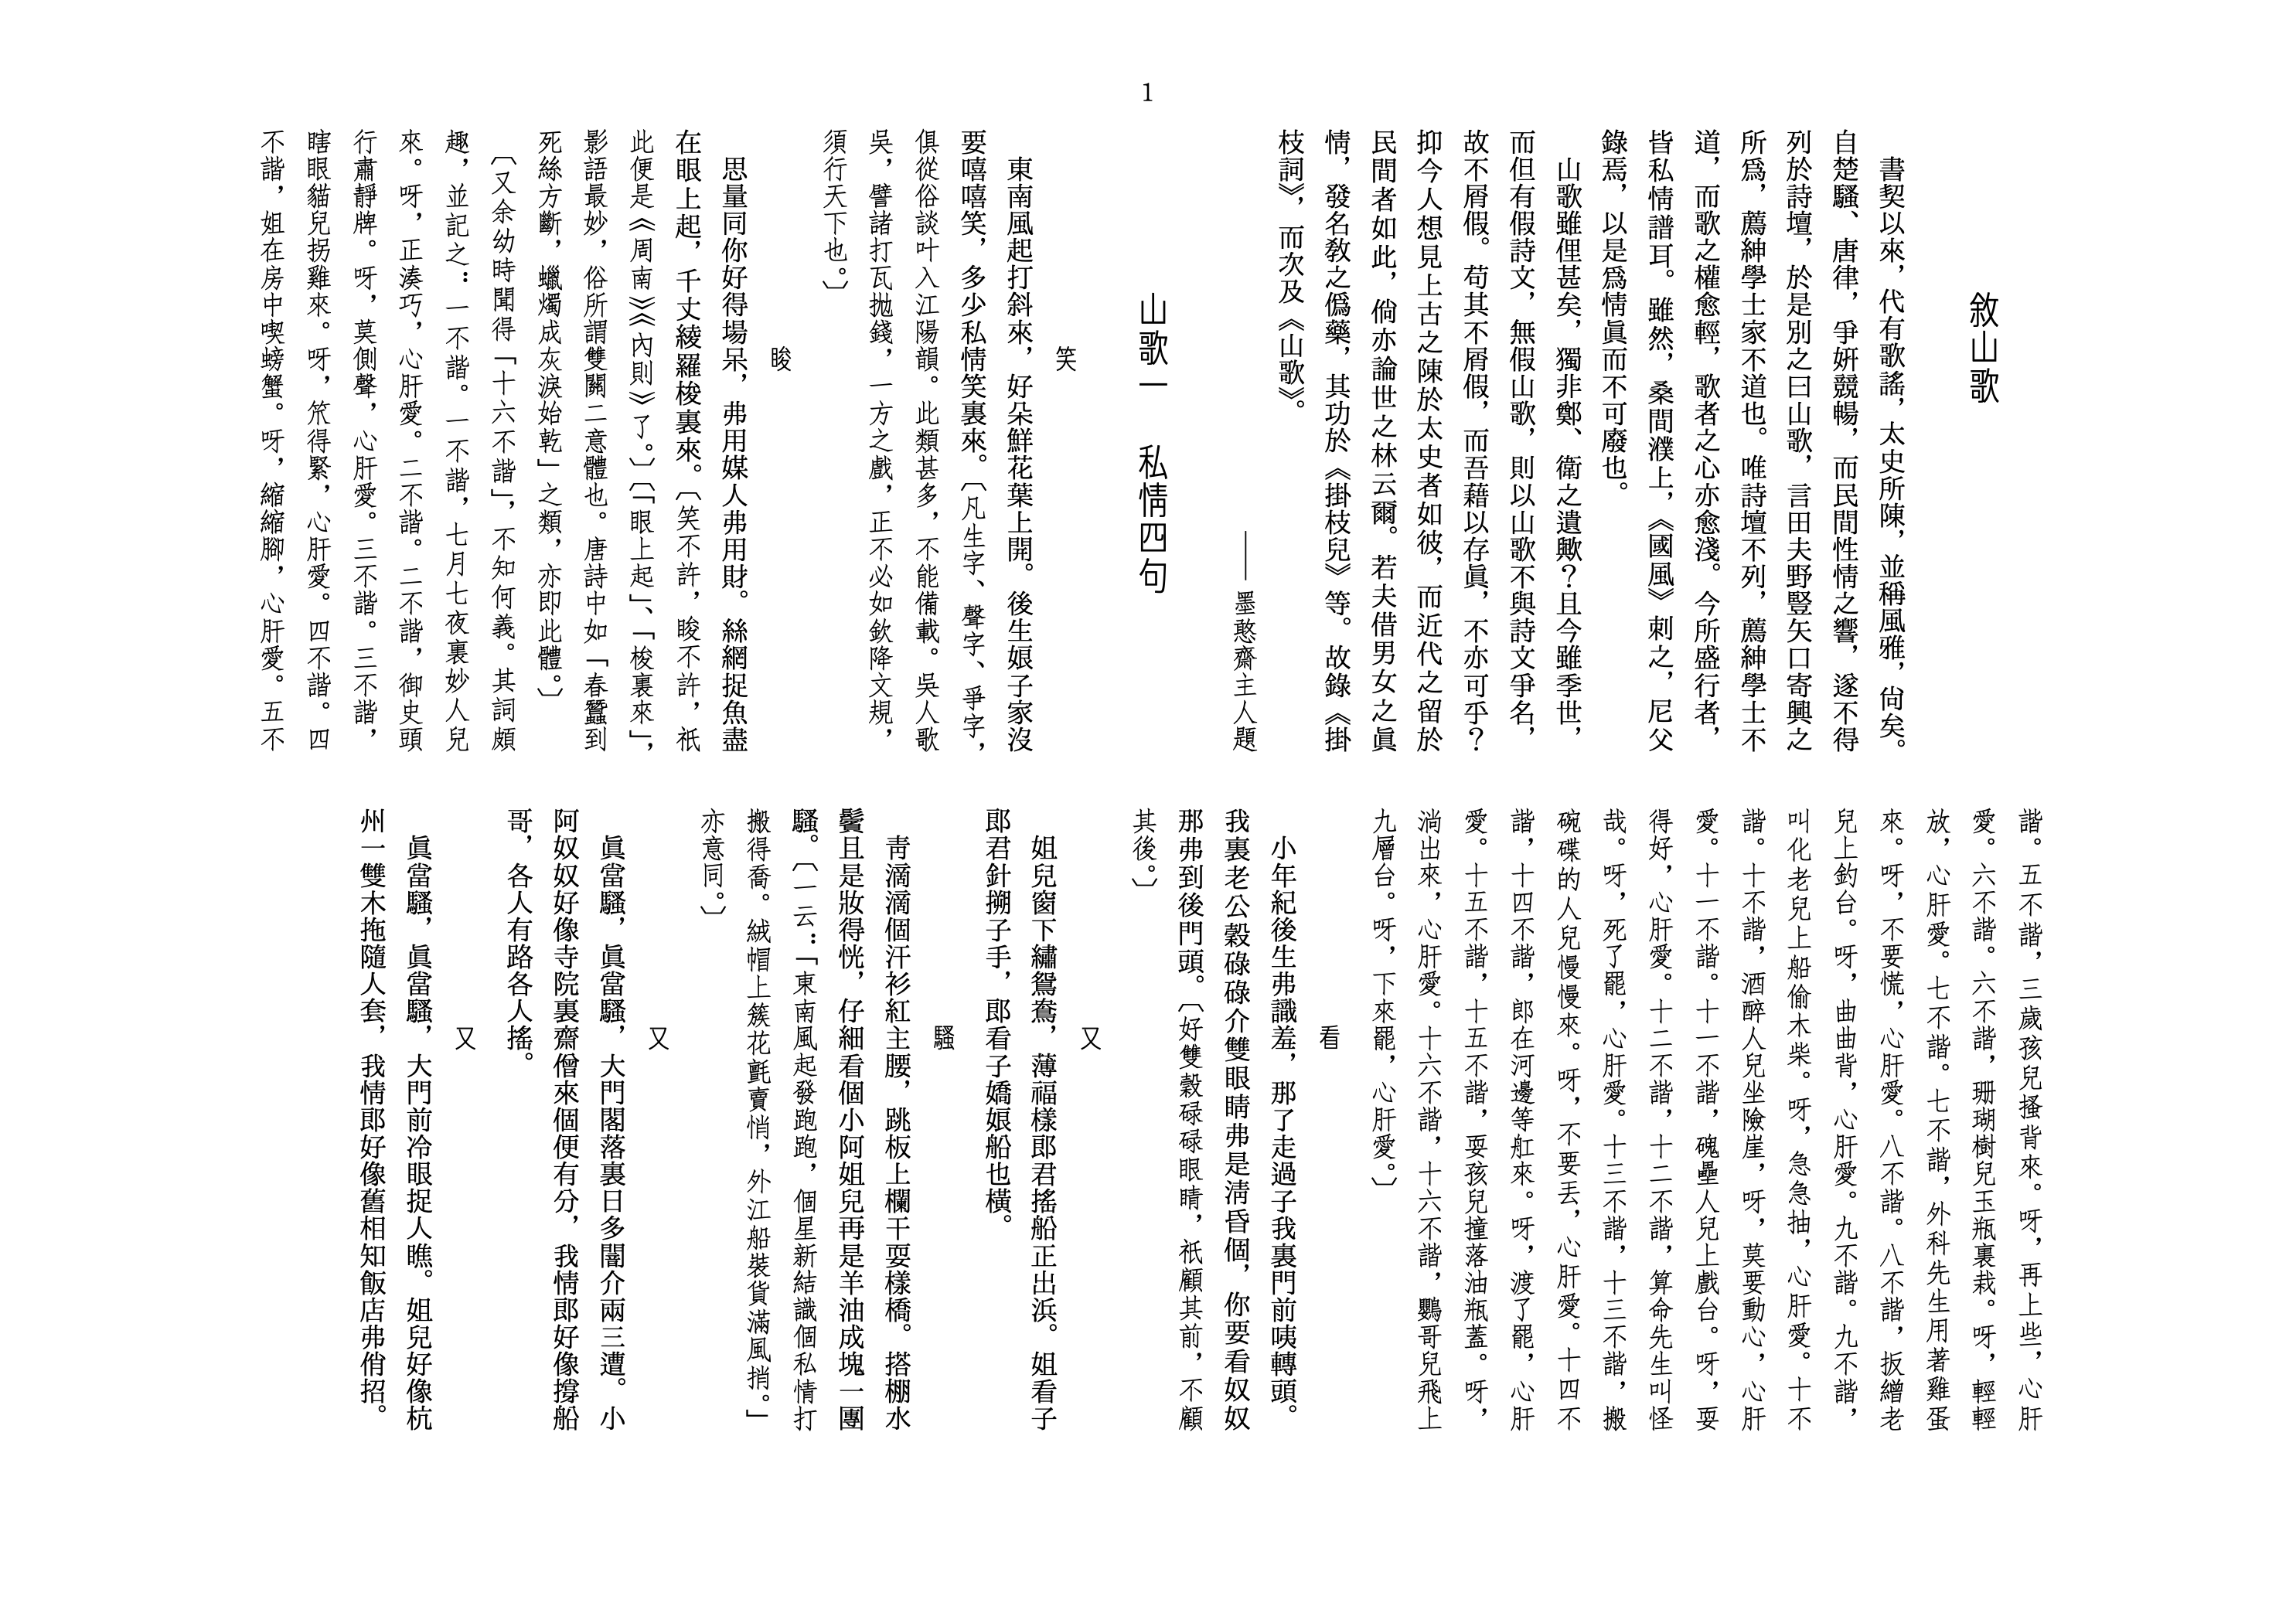 1
敘山歌
書契以來，代有歌謠，太史所陳，並稱風雅，尙矣。
自楚騷、唐律，爭姸競暢，而民間性情之響，遂不得
列於詩壇，於是別之曰山歌，言田夫野豎矢口寄興之
所爲，薦紳學士家不道也。唯詩壇不列，薦紳學士不
道，而歌之權愈輕，歌者之心亦愈淺。今所盛行者，
皆私情譜耳。雖然，桑間濮上，《國風》刺之，尼父
錄焉，以是爲情眞而不可廢也。
山歌雖俚甚矣，獨非鄭、衛之遺歟？且今雖季世，
而但有假詩文，無假山歌，則以山歌不與詩文爭名，
故不屑假。苟其不屑假，而吾藉以存眞，不亦可乎？
抑今人想見上古之陳於太史者如彼，而近代之留於
民間者如此，倘亦論世之林云爾。若夫借男女之眞
情，發名教之僞藥，其功於《掛枝兒》等。故錄《掛
枝詞》，而次及《山歌》。
——墨憨齋主人題
山歌一　私情四句
笑
東南風起打斜來，好朵鮮花葉上開。後生娘子家沒
要嘻嘻笑，多少私情笑裏來。〔凡生字、聲字、爭字，
俱從俗談叶入江陽韻。此類甚多，不能備載。吳人歌
吳，譬諸打瓦拋錢，一方之戲，正不必如欽降文規，
須行天下也。〕
睃
思量同你好得場呆，弗用媒人弗用財。絲網捉魚盡
在眼上起，千丈綾羅梭裏來。〔笑不許，睃不許，祇
此便是《周南》《內則》了。〕〔「眼上起」、「梭裏來」，
影語最妙，俗所謂雙關二意體也。唐詩中如「春蠶到
死絲方斷，蠟燭成灰淚始乾」之類，亦即此體。〕
〔又余幼時聞得「十六不諧」，不知何義。其詞頗
趣，並記之：一不諧。一不諧，七月七夜裏妙人兒
來。呀，正湊巧，心肝愛。二不諧。二不諧，御史頭
行肅靜牌。呀，莫側聲，心肝愛。三不諧。三不諧，
瞎眼貓兒拐雞來。呀，笊得緊，心肝愛。四不諧。四
不諧，姐在房中喫螃蟹。呀，縮縮腳，心肝愛。五不
諧。五不諧，三歲孩兒搔背來。呀，再上些，心肝
愛。六不諧。六不諧，珊瑚樹兒玉瓶裏栽。呀，輕輕
放，心肝愛。七不諧。七不諧，外科先生用著雞蛋
來。呀，不要慌，心肝愛。八不諧。八不諧，扳繒老
兒上釣台。呀，曲曲背，心肝愛。九不諧。九不諧，
叫化老兒上船偷木柴。呀，急急抽，心肝愛。十不
諧。十不諧，酒醉人兒坐險崖，呀，莫要動心，心肝
愛。十一不諧。十一不諧，磈壘人兒上戲台。呀，耍
得好，心肝愛。十二不諧，十二不諧，算命先生叫怪
哉。呀，死了罷，心肝愛。十三不諧，十三不諧，搬
碗碟的人兒慢慢來。呀，不要丟，心肝愛。十四不
諧，十四不諧，郎在河邊等舡來。呀，渡了罷，心肝
愛。十五不諧，十五不諧，耍孩兒撞落油瓶蓋。呀，
淌出來，心肝愛。十六不諧，十六不諧，鸚哥兒飛上
九層台。呀，下來罷，心肝愛。〕
看
小年紀後生弗識羞，那了走過子我裏門前咦轉頭。
我裏老公穀碌碌介雙眼睛弗是淸昏個，你要看奴奴
那弗到後門頭。〔好雙穀碌碌眼睛，祇顧其前，不顧
其後。〕
又
姐兒窗下繡鴛鴦，薄福樣郎君搖船正出浜。姐看子
郎君針搠子手，郎看子嬌娘船也橫。
騷
靑滴滴個汗衫紅主腰，跳板上欄干耍樣橋。搭棚水
鬢且是妝得恍，仔細看個小阿姐兒再是羊油成塊一團
騷。〔一云：「東南風起發跑跑，個星新結識個私情打
搬得喬。絨帽上簇花氈賣悄，外江船裝貨滿風捎。」
亦意同。〕
又
眞當騷，眞當騷，大門閣落裏日多闇介兩三遭。小
阿奴奴好像寺院裏齋僧來個便有分，我情郎好像撐船
哥，各人有路各人搖。
又
眞當騷，眞當騷，大門前冷眼捉人瞧。姐兒好像杭
州一雙木拖隨人套，我情郎好像舊相知飯店弗俏招。